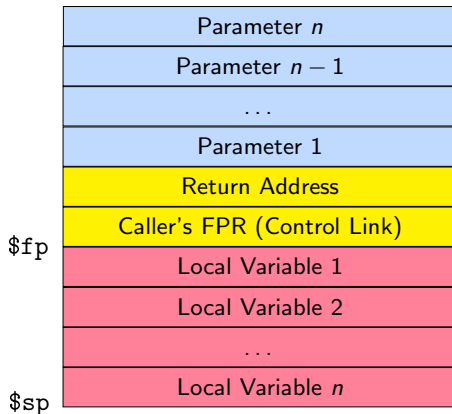 Parameter n
Parameter n − 1
...
Parameter 1
Return Address
Caller's FPR (Control Link)
$fp
Local Variable 1
Local Variable 2
...
Local Variable n
$sp